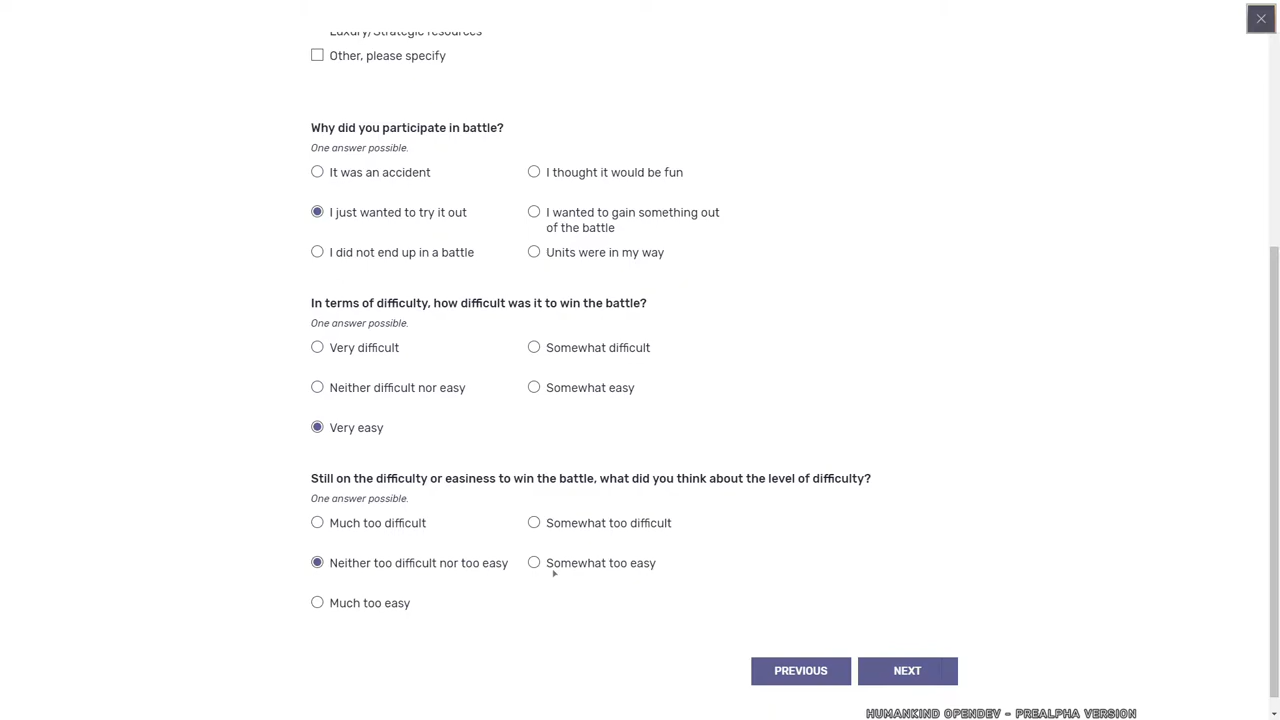 Luxury/Strategic resources
Other, please specify
Why did you participate in battle?
One answer possible.
It was an accident
I thought it would be fun
I just wanted to try it out
I wanted to gain something out
of the battle
I did not end up in a battle
Units were in my way
In terms of difficulty, how difficult was it to win the battle?
One answer possible.
Very difficult
Somewhat difficult
Neither difficult nor easy
Somewhat easy
Very easy
Still on the difficulty or easiness to win the battle, what did you think about the level of difficulty?
One answer possible.
Much too difficult
Somewhat too difficult
Neither too difficult nor too easy
Somewhat too easy
Much too easy
PREVIOUS
NEXT
HUMANKIND OPENDEV - PREALPHA VERSION